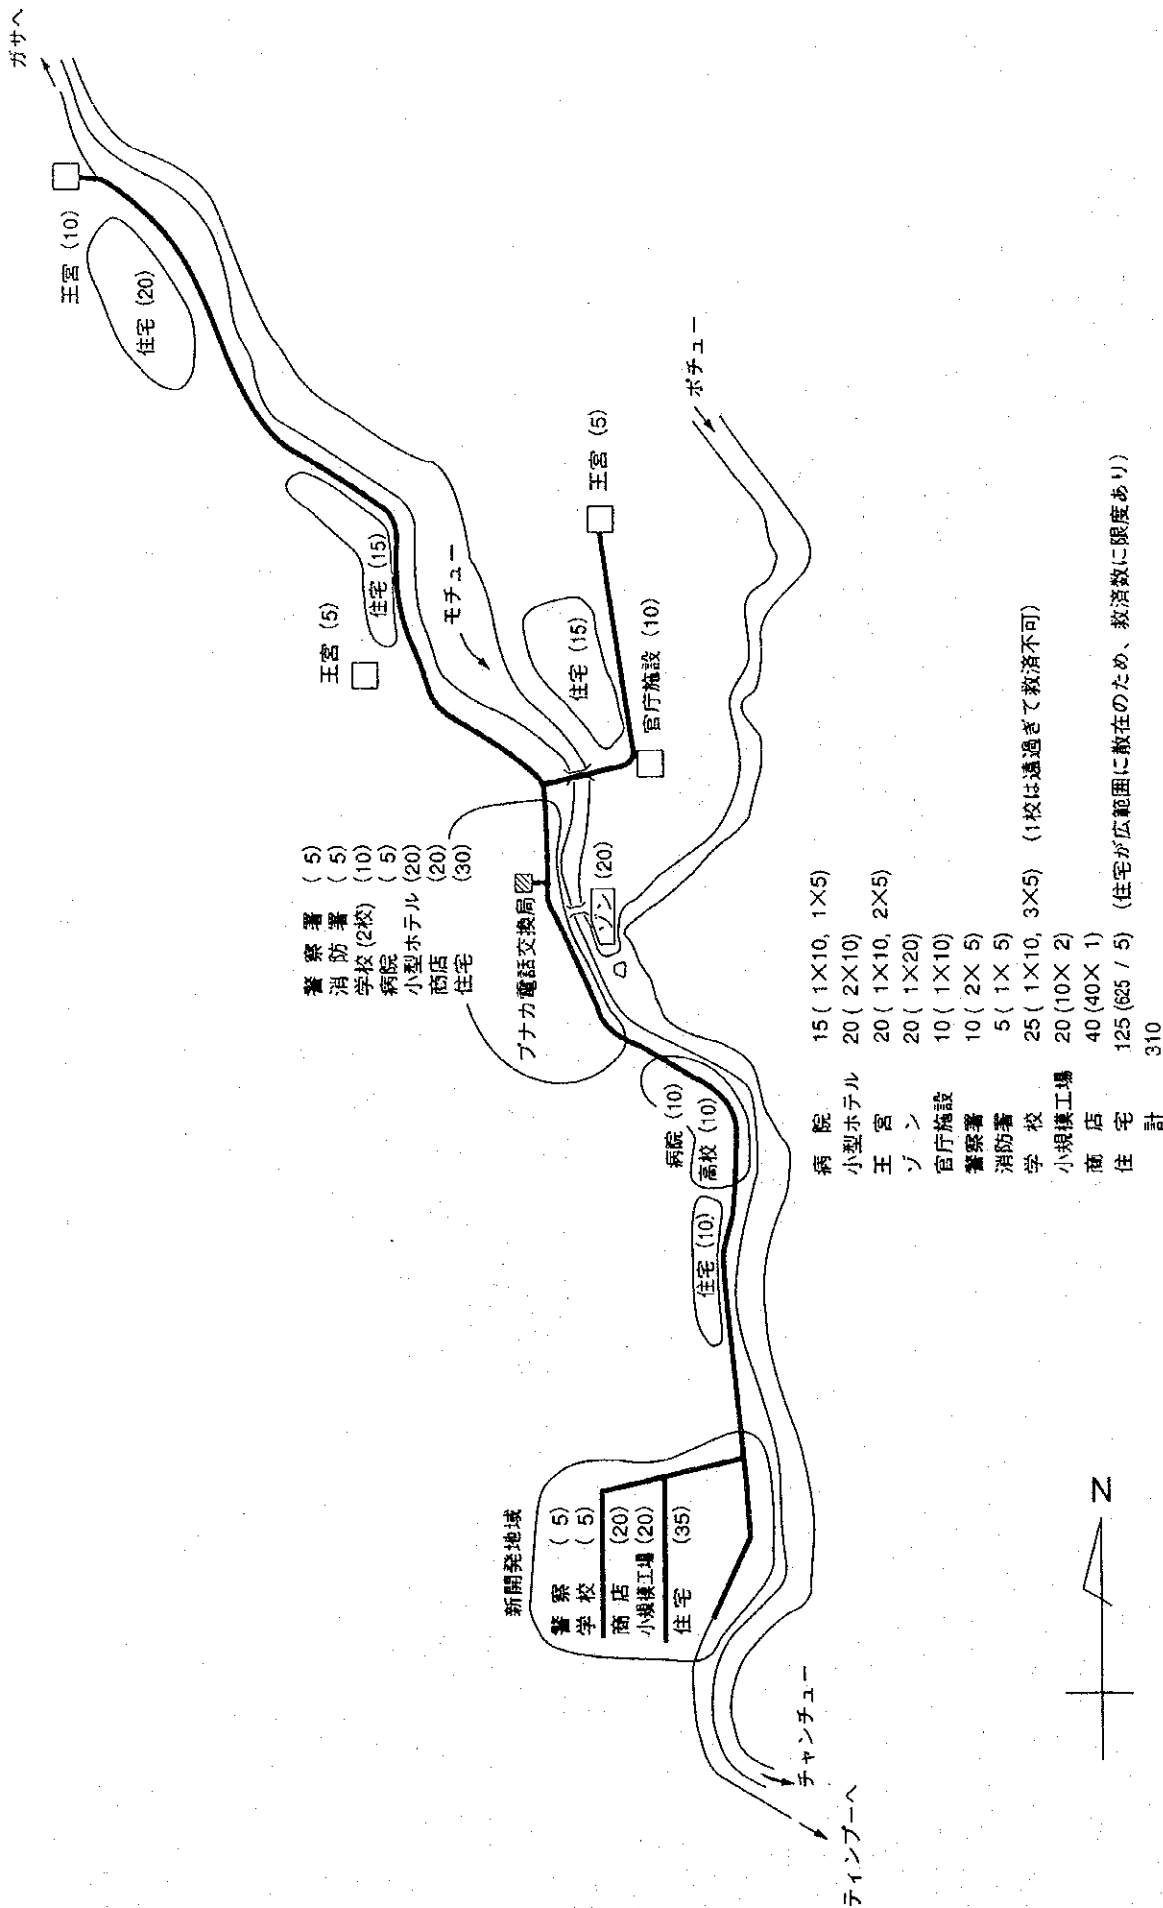 ガサへ
王宮 (10)
住宅 (20)
王宮 (5)
住宅 (15)
モチュー
ポチュー
王宮 (5)
住宅 (15)
官庁施設 (10)
警察署 ( 5)
消防署 ( 5)
学校 (2校) (10)
病院 ( 5)
小型ホテル (20)
商店 (20)
住宅 (30)
プナカ電話交換局
ゾン (20)
病院 (10)
高校 (10)
住宅 (10)
新開発地域
警察 ( 5)
学校 ( 5)
商店 (20)
小規模工場 (20)
住宅 (35)
チャンチュー
ティンプーへ
N
病院 15 ( 1×10, 1×5)
小型ホテル 20 ( 2×10)
王宮 20 ( 1×10, 2×5)
ゾン 20 ( 1×20)
官庁施設 10 ( 1×10)
警察署 10 ( 2× 5)
消防署 5 ( 1× 5)
学校 25 ( 1×10, 3×5) (1校は遠過ぎて救済不可)
小規模工場 20 (10× 2)
商店 40 (40× 1)
住宅 125 (625 / 5) (住宅が広範囲に散在のため、救済数に限度あり)
計 310